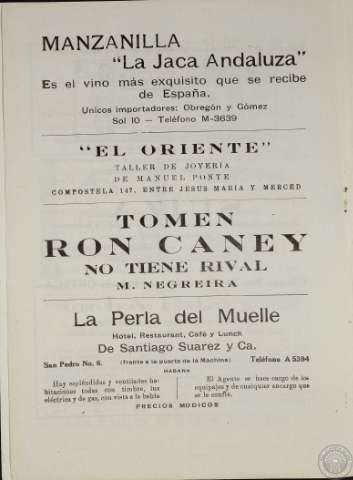 MANZANILLA
"La Jaca Andaluza"
Es el vino más exquisito que se recibe
de España.
Unicos importadores: Obregón y Gómez
Sol 10 — Teléfono M-3639
"EL ORIENTE"
TALLER DE JOYERIA
DE MANUEL PONTE
COMPOSTELA 147, ENTRE JESUS MARIA Y MERCED
TOMEN
RON CANEY
NO TIENE RIVAL
M. NEGREIRA
La Perla del Muelle
Hotel, Restaurant, Café y Lunch
De Santiago Suarez y Ca.
San Pedro No. 6. (frente a la puerta de la Machina) Teléfono A 5394
HABANA
Hay espléndidas y ventiladas ha-
bitaciones todas con timbre, luz
eléctrica y de gas, con vista a la bahía
El Agente se hace cargo de los
equipajes y de cualquier encargo que
se le confíe.
PRECIOS MODICOS